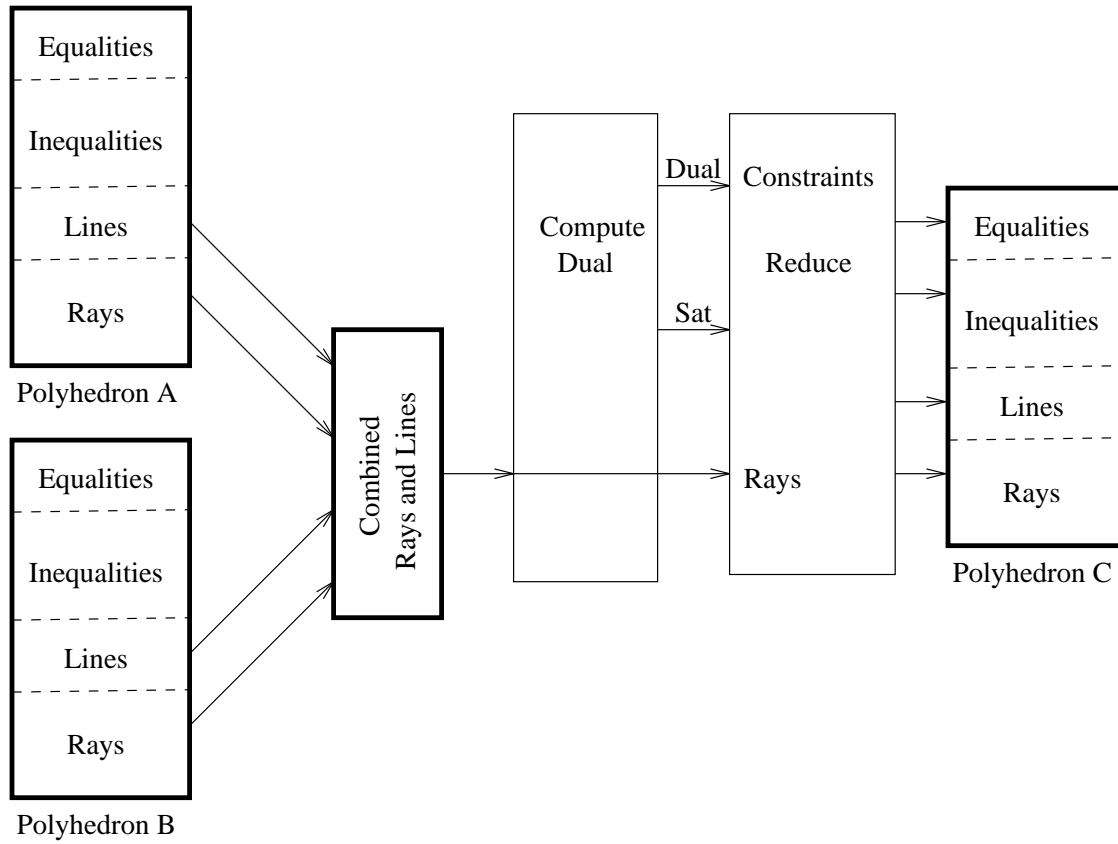 Equalities
Inequalities
Lines
Rays
Polyhedron A
Equalities
Inequalities
Lines
Rays
Polyhedron B
Combined
Rays and Lines
Compute
Dual
Dual
Sat
Constraints
Reduce
Rays
Equalities
Inequalities
Lines
Rays
Polyhedron C